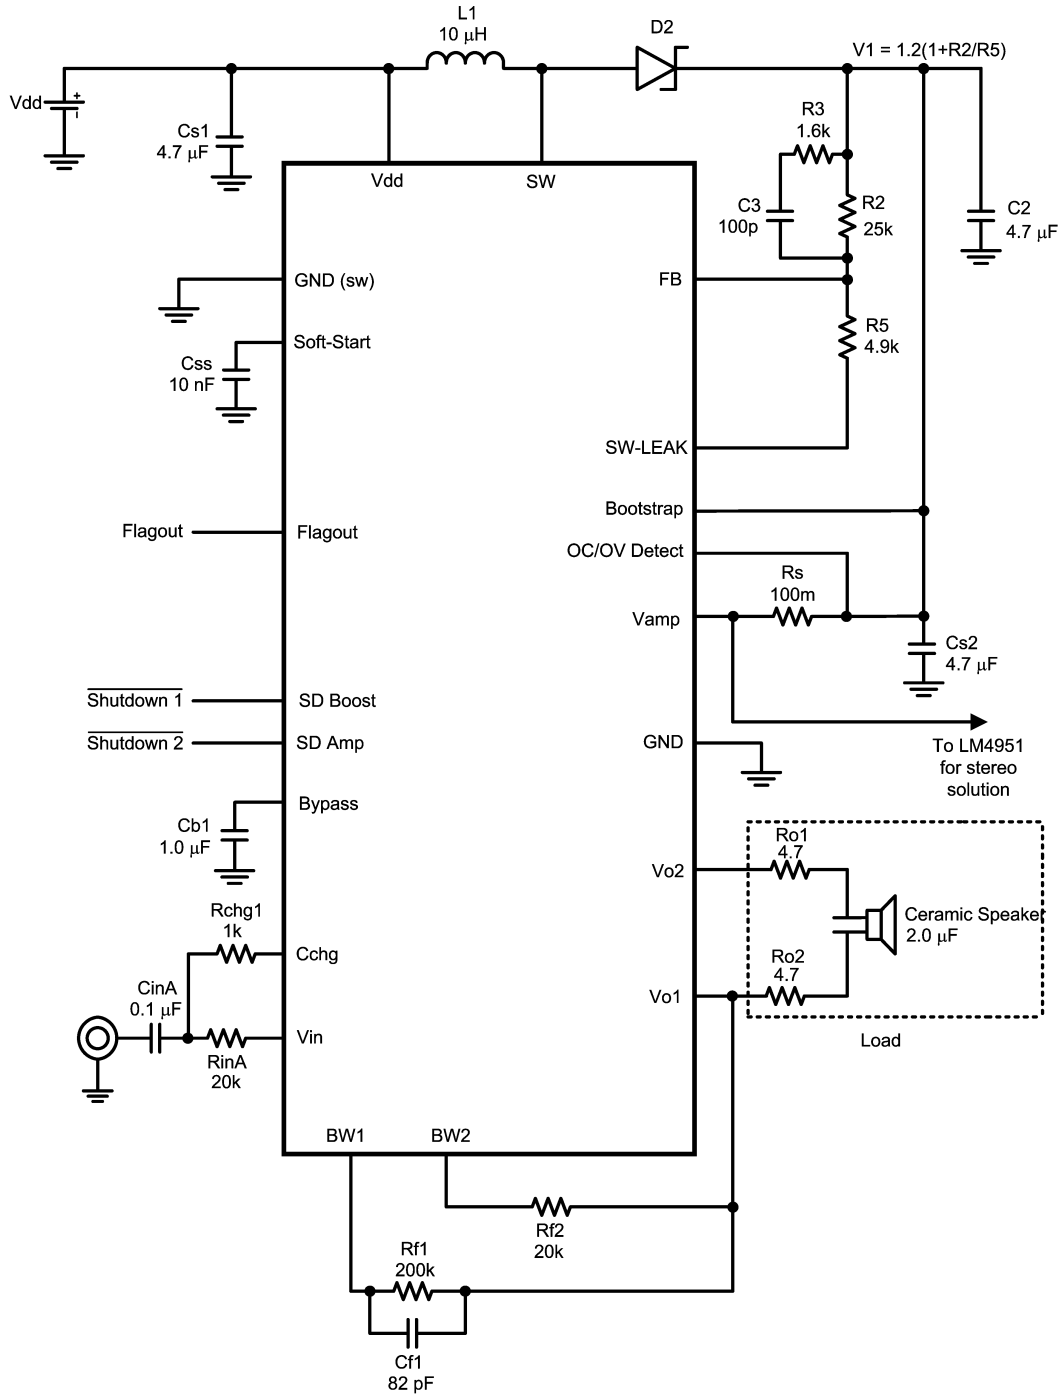 L1
10 μH
D2
V1 = 1.2(1+R2/R5)
Vdd
+
−
Cs1
4.7 μF
R3
1.6k
Vdd
SW
C3
100p
R2
25k
C2
4.7 μF
GND (sw)
FB
Soft-Start
R5
4.9k
Css
10 nF
SW-LEAK
Bootstrap
Flagout
Flagout
OC/OV Detect
Rs
100m
Vamp
Cs2
4.7 μF
Shutdown 1
SD Boost
Shutdown 2
SD Amp
GND
To LM4951
for stereo
solution
Bypass
Cb1
1.0 μF
Ro1
4.7
Vo2
Rchg1
1k
Ceramic Speaker
2.0 μF
Cchg
Ro2
4.7
CinA
0.1 μF
Vo1
Vin
Load
RinA
20k
BW1
BW2
Rf2
20k
Rf1
200k
Cf1
82 pF